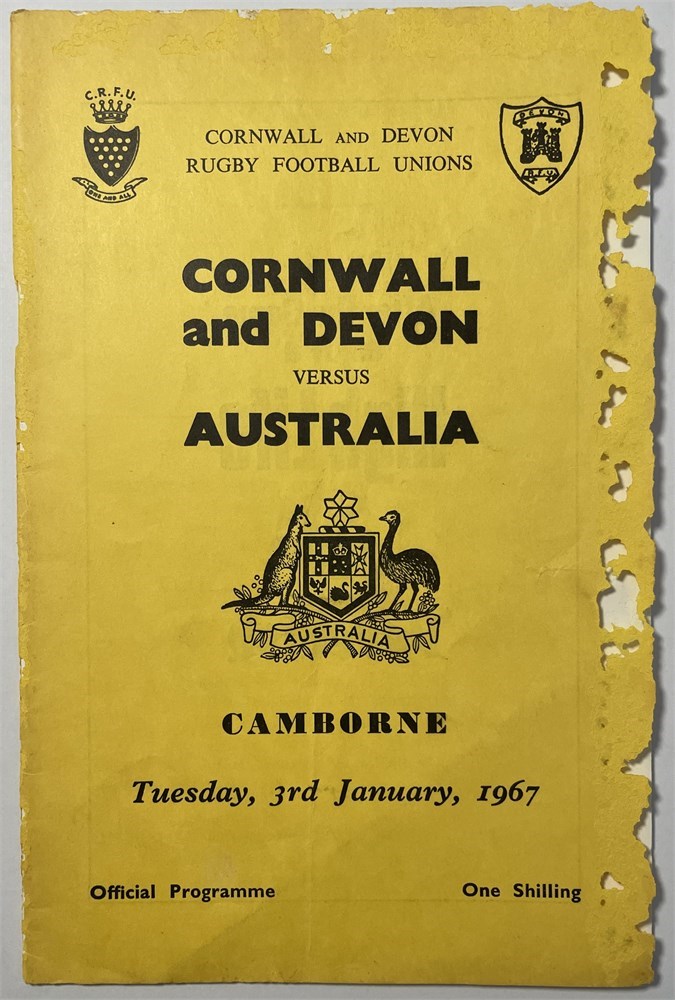 C.R.F.U.
ONE AND ALL
CORNWALL AND DEVON
RUGBY FOOTBALL UNIONS
DEVON
R.F.U.
CORNWALL
and DEVON
VERSUS
AUSTRALIA
AUSTRALIA
CAMBORNE
Tuesday, 3rd January, 1967
Official Programme
One Shilling